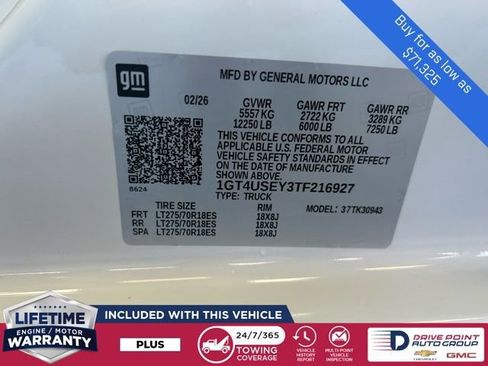 Buy for as low as
$71,325
gm
MFD BY GENERAL MOTORS LLC
02/26
GVWR
GAWR FRT
GAWR RR
5557 KG
2722 KG
3289 KG
12250 LB
6000 LB
7250 LB
THIS VEHICLE CONFORMS TO ALL
APPLICABLE U.S. FEDERAL MOTOR
VEHICLE SAFETY STANDARDS IN EFFECT ON
THE DATE OF MANUFACTURE SHOWN ABOVE.
1GT4USEY3TF216927
8624
TYPE: TRUCK
TIRE SIZE
RIM
MODEL: 37TK30943
FRT LT275/70R18ES 18X8J
RR LT275/70R18ES 18X8J
SPA LT275/70R18ES 18X8J
LIFETIME
ENGINE / MOTOR
WARRANTY
INCLUDED WITH THIS VEHICLE
PLUS
24/7/365
TOWING
COVERAGE
VEHICLE
HISTORY
REPORT
MULTI-POINT
VEHICLE
INSPECTION
DRIVE POINT
AUTO GROUP
CHEVROLET
GMC